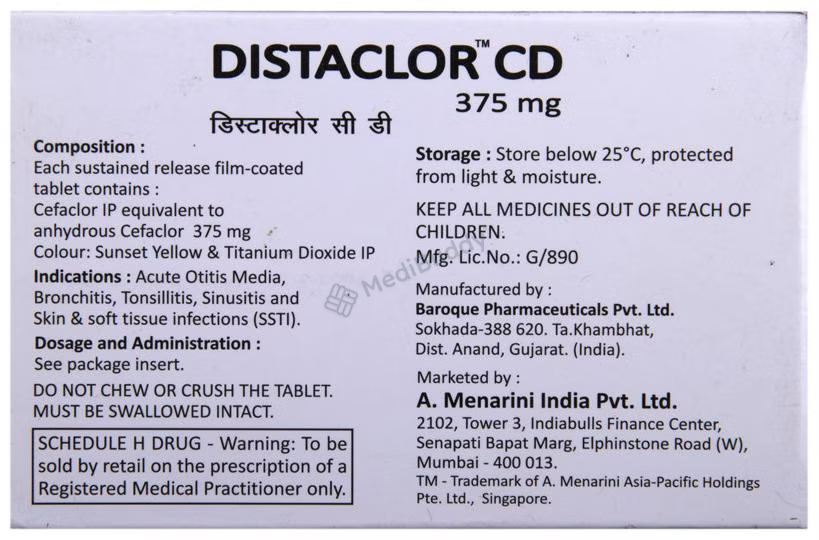 DISTACLOR™ CD
375 mg
डिस्टाक्लोर सी डी
Composition :
Each sustained release film-coated
tablet contains :
Cefaclor IP equivalent to
anhydrous Cefaclor 375 mg
Colour: Sunset Yellow & Titanium Dioxide IP
Indications : Acute Otitis Media,
Bronchitis, Tonsillitis, Sinusitis and
Skin & soft tissue infections (SSTI).
Dosage and Administration :
See package insert.
DO NOT CHEW OR CRUSH THE TABLET.
MUST BE SWALLOWED INTACT.
SCHEDULE H DRUG - Warning: To be
sold by retail on the prescription of a
Registered Medical Practitioner only.
Storage : Store below 25°C, protected
from light & moisture.
KEEP ALL MEDICINES OUT OF REACH OF
CHILDREN.
Mfg. Lic.No.: G/890
Manufactured by :
Baroque Pharmaceuticals Pvt. Ltd.
Sokhada-388 620. Ta.Khambhat,
Dist. Anand, Gujarat. (India).
Marketed by :
A. Menarini India Pvt. Ltd.
2102, Tower 3, Indiabulls Finance Center,
Senapati Bapat Marg, Elphinstone Road (W),
Mumbai - 400 013.
TM - Trademark of A. Menarini Asia-Pacific Holdings
Pte. Ltd., Singapore.
MediBuddy